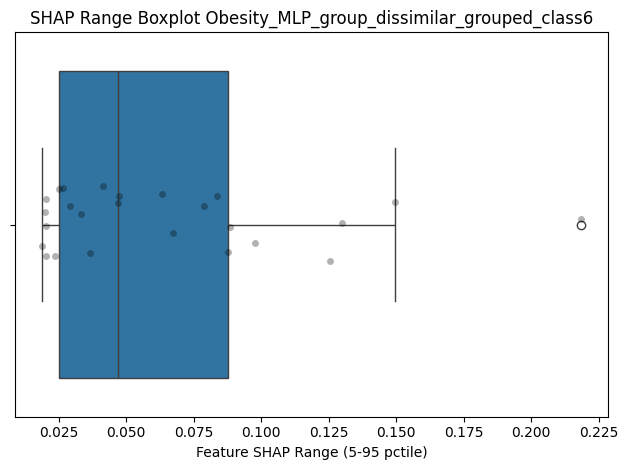 SHAP Range Boxplot Obesity_MLP_group_dissimilar_grouped_class6
0.025 0.050 0.075 0.100 0.125 0.150 0.175 0.200 0.225
Feature SHAP Range (5-95 pctile)